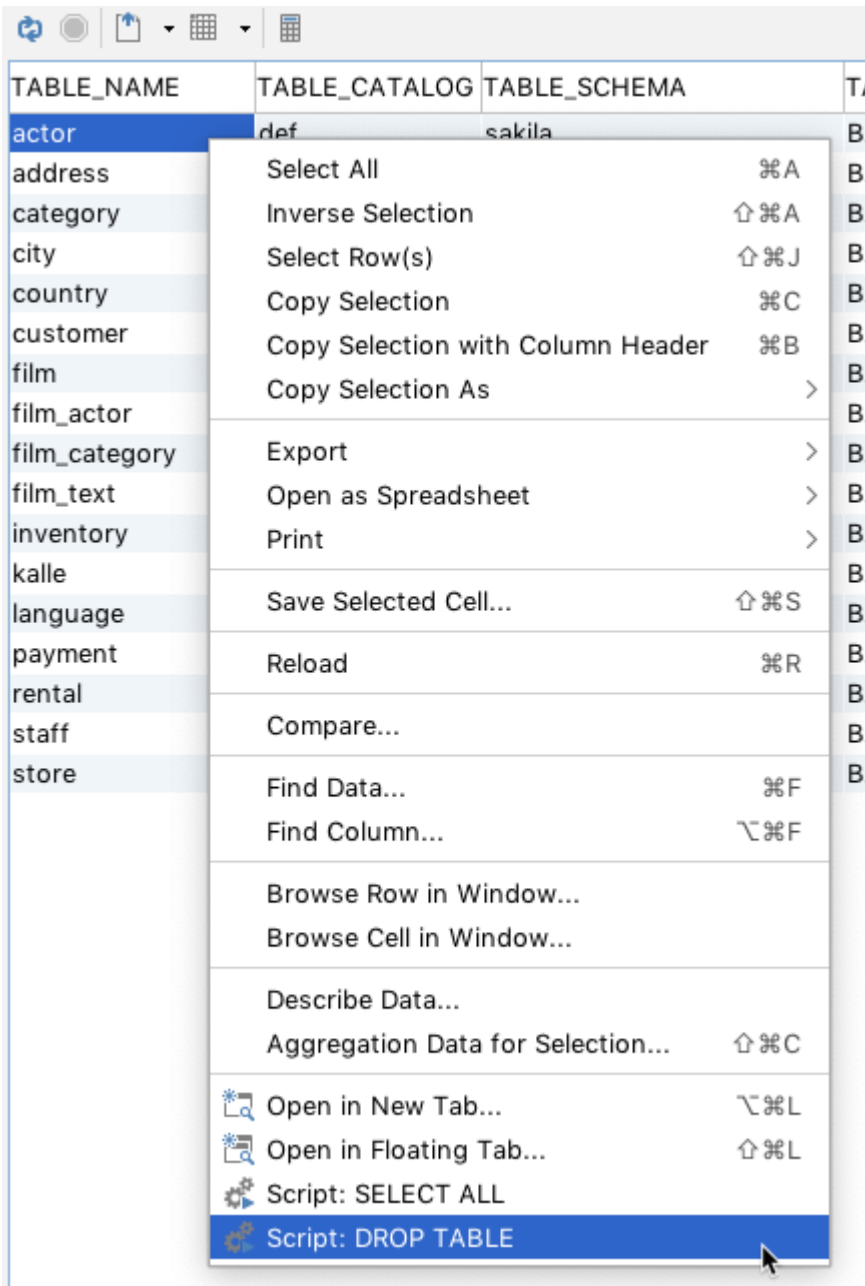 TABLE_NAME TABLE_CATALOG TABLE_SCHEMA
actor def sakila B
address B
category B
city B
country B
customer B
film B
film_actor B
film_category B
film_text B
inventory B
kalle B
language B
payment B
rental B
staff B
store B
Select All ⌘A
Inverse Selection ⇧⌘A
Select Row(s) ⇧⌘J
Copy Selection ⌘C
Copy Selection with Column Header ⌘B
Copy Selection As
Export
Open as Spreadsheet
Print
Save Selected Cell... ⇧⌘S
Reload ⌘R
Compare...
Find Data... ⌘F
Find Column... ⌥⌘F
Browse Row in Window...
Browse Cell in Window...
Describe Data...
Aggregation Data for Selection... ⇧⌘C
Open in New Tab... ⌥⌘L
Open in Floating Tab... ⇧⌘L
Script: SELECT ALL
Script: DROP TABLE